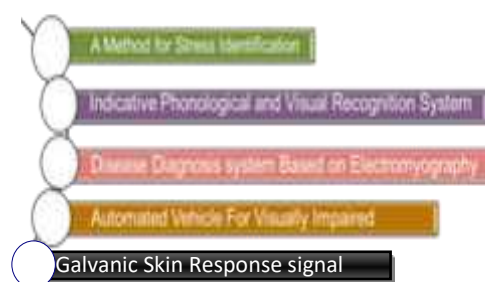 A Method for Stress Identification
Indicative Phonological and Visual Recognition System
Disease Diagnosis system Based on Electromyography
Automated Vehicle For Visually Impaired
Galvanic Skin Response signal